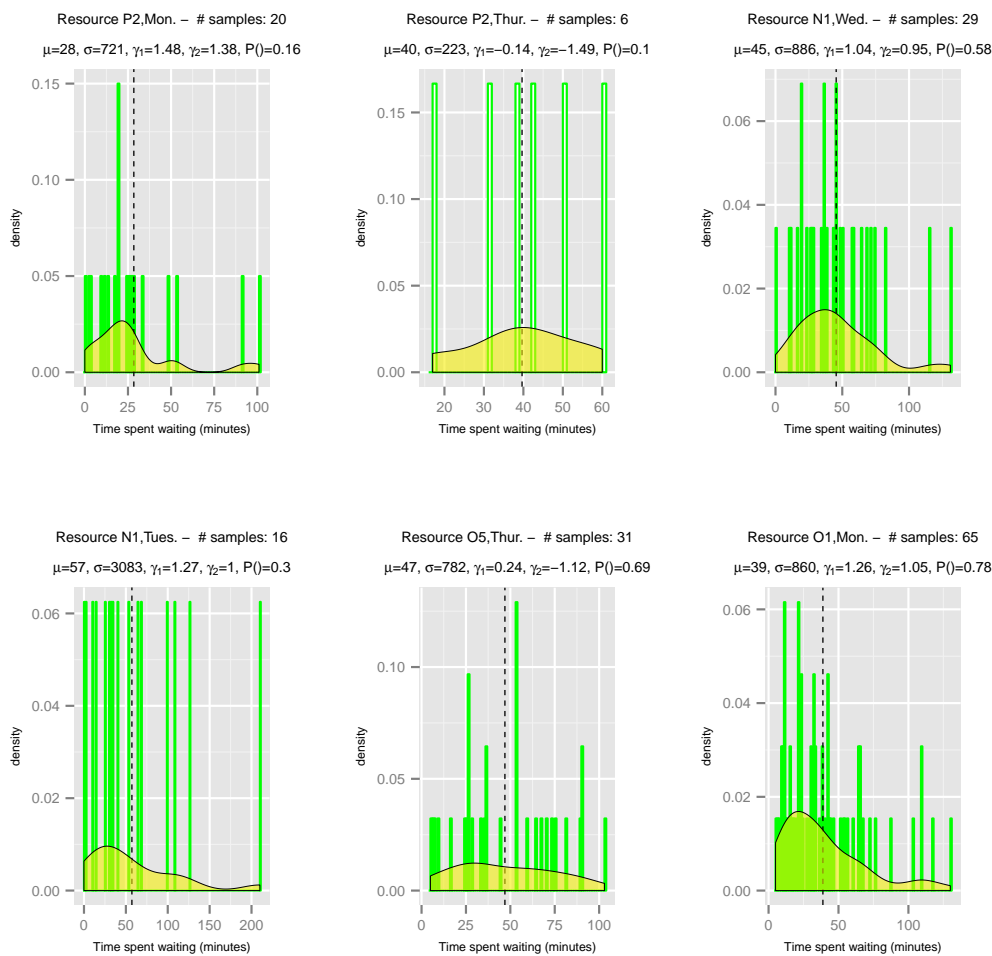 Resource P2,Mon. – # samples: 20
μ=28, σ=721, γ₁=1.48, γ₂=1.38, P()=0.16
0.15
0.10
0.05
0.00
density
0 25 50 75 100
Time spent waiting (minutes)
Resource P2,Thur. – # samples: 6
μ=40, σ=223, γ₁=−0.14, γ₂=−1.49, P()=0.1
0.15
0.10
0.05
0.00
density
20 30 40 50 60
Time spent waiting (minutes)
Resource N1,Wed. – # samples: 29
μ=45, σ=886, γ₁=1.04, γ₂=0.95, P()=0.58
0.06
0.04
0.02
0.00
density
0 50 100
Time spent waiting (minutes)
Resource N1,Tues. – # samples: 16
μ=57, σ=3083, γ₁=1.27, γ₂=1, P()=0.3
0.06
0.04
0.02
0.00
density
0 50 100 150 200
Time spent waiting (minutes)
Resource O5,Thur. – # samples: 31
μ=47, σ=782, γ₁=0.24, γ₂=−1.12, P()=0.69
0.10
0.05
0.00
density
0 50 100
Time spent waiting (minutes)
Resource O1,Mon. – # samples: 65
μ=39, σ=860, γ₁=1.26, γ₂=1.05, P()=0.78
0.06
0.04
0.02
0.00
density
0 50 100
Time spent waiting (minutes)